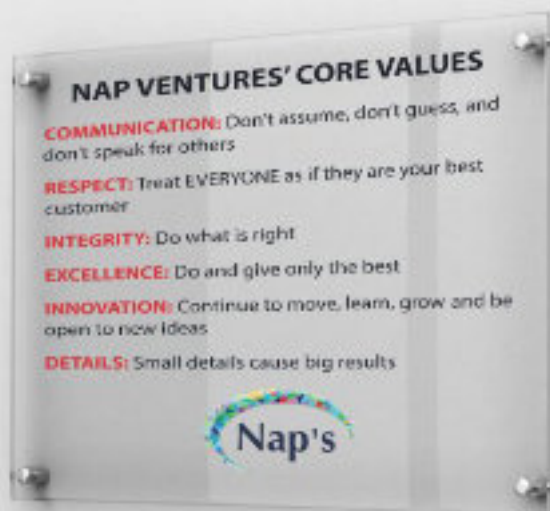 NAP VENTURES' CORE VALUES
COMMUNICATION: Don't assume, don't guess, and
don't speak for others
RESPECT: Treat EVERYONE as if they are your best
customer
INTEGRITY: Do what is right
EXCELLENCE: Do and give only the best
INNOVATION: Continue to move, learn, grow and be
open to new ideas
DETAILS: Small details cause big results
Nap's